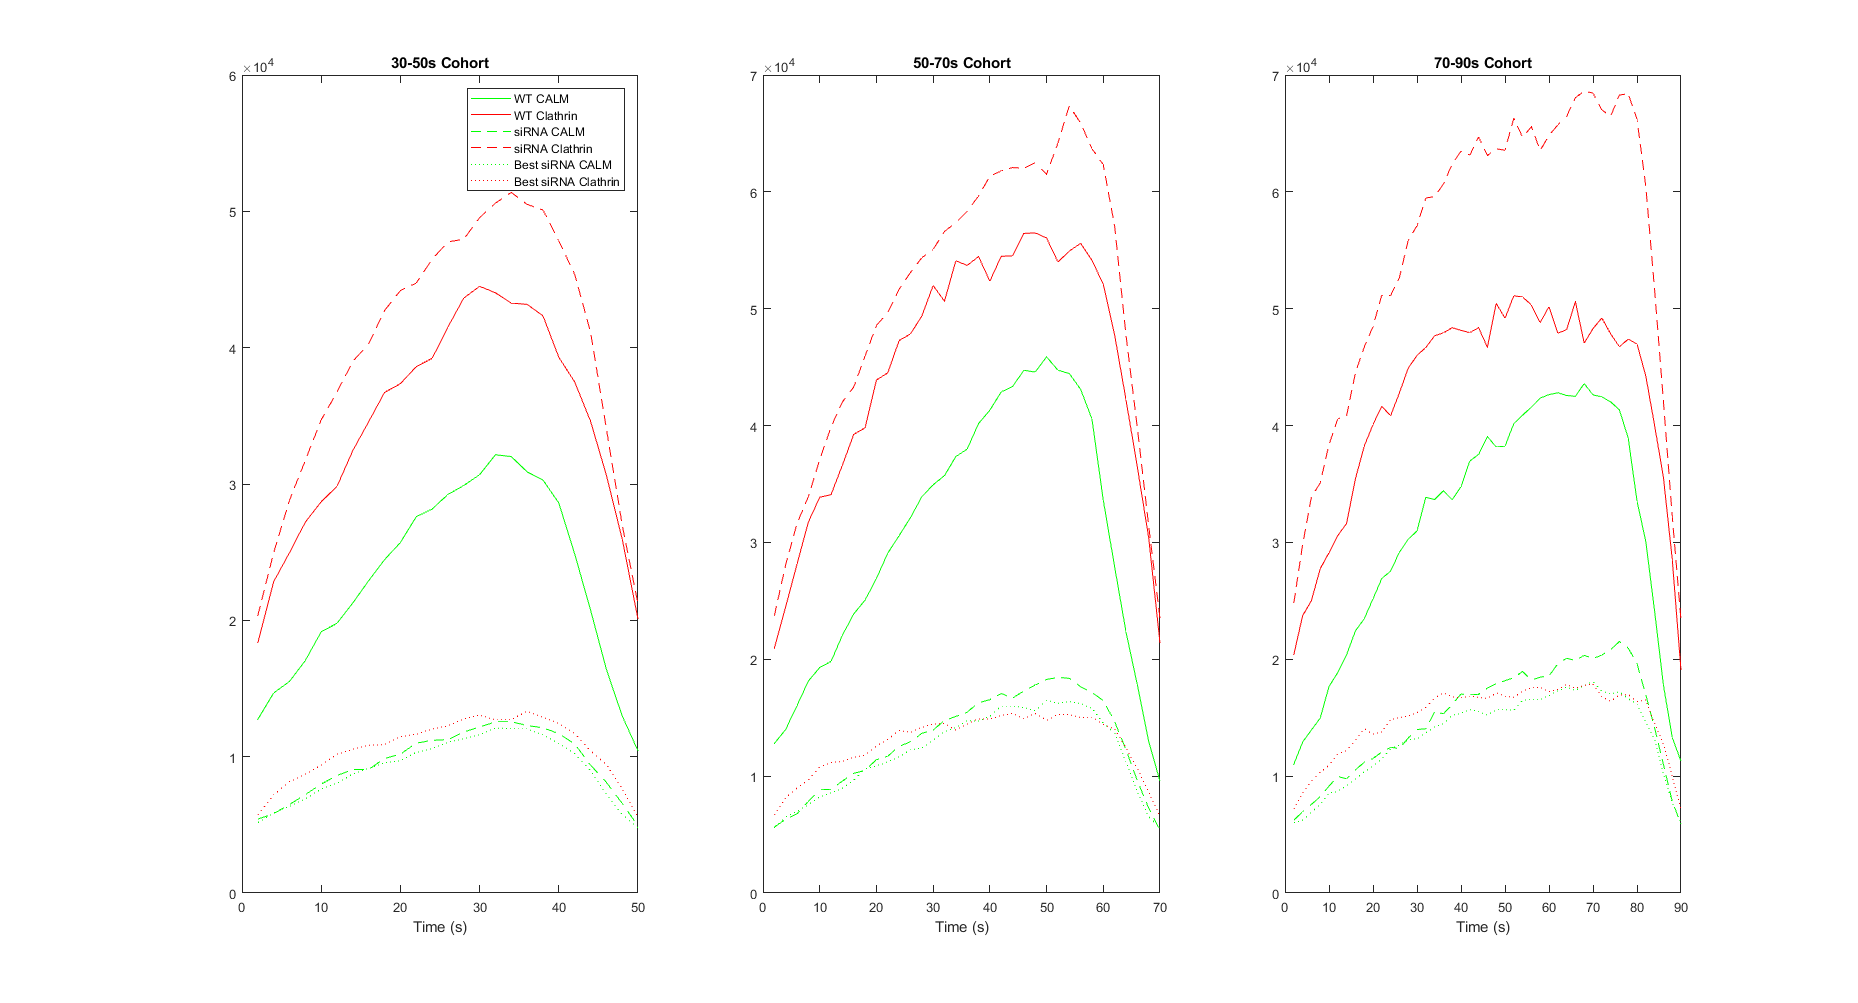 30-50s Cohort
×10^4
6
5
4
3
2
1
0
0 10 20 30 40 50
Time (s)
WT CALM
WT Clathrin
siRNA CALM
siRNA Clathrin
Best siRNA CALM
Best siRNA Clathrin
50-70s Cohort
×10^4
7
6
5
4
3
2
1
0
0 10 20 30 40 50 60 70
Time (s)
70-90s Cohort
×10^4
7
6
5
4
3
2
1
0
0 10 20 30 40 50 60 70 80 90
Time (s)